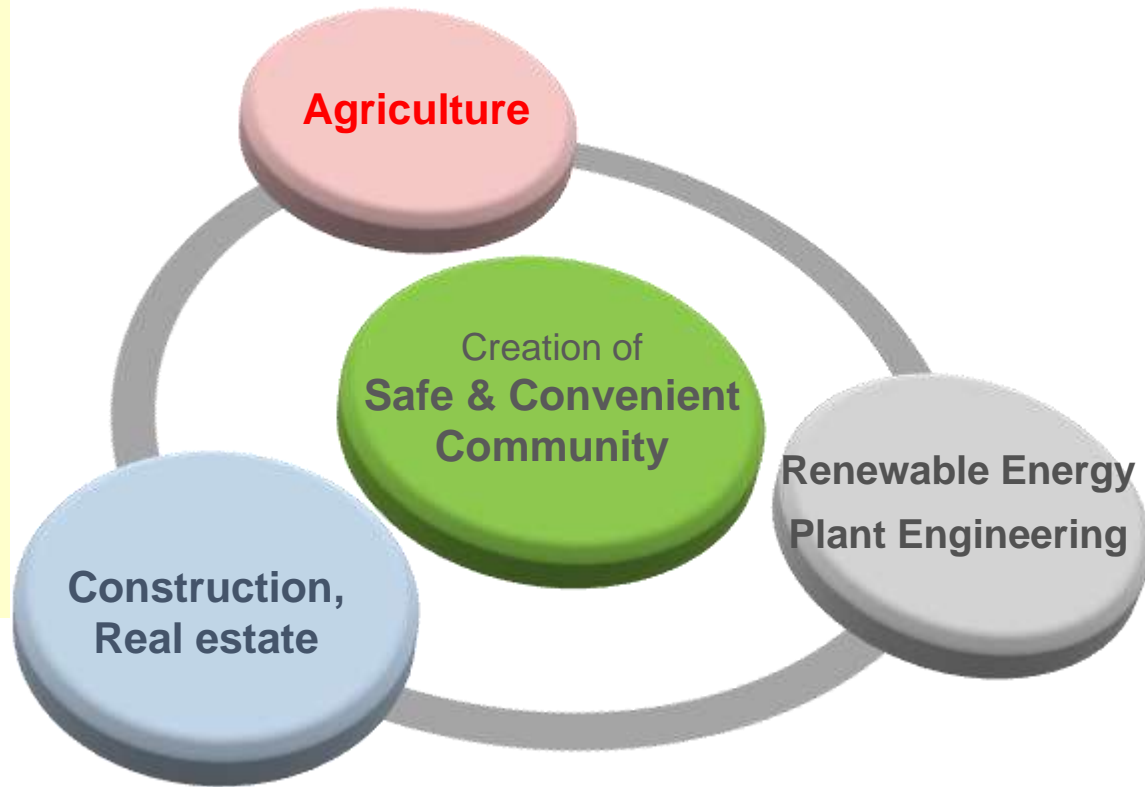 Agriculture
Creation of
Safe & Convenient
Community
Renewable Energy
Plant Engineering
Construction,
Real estate